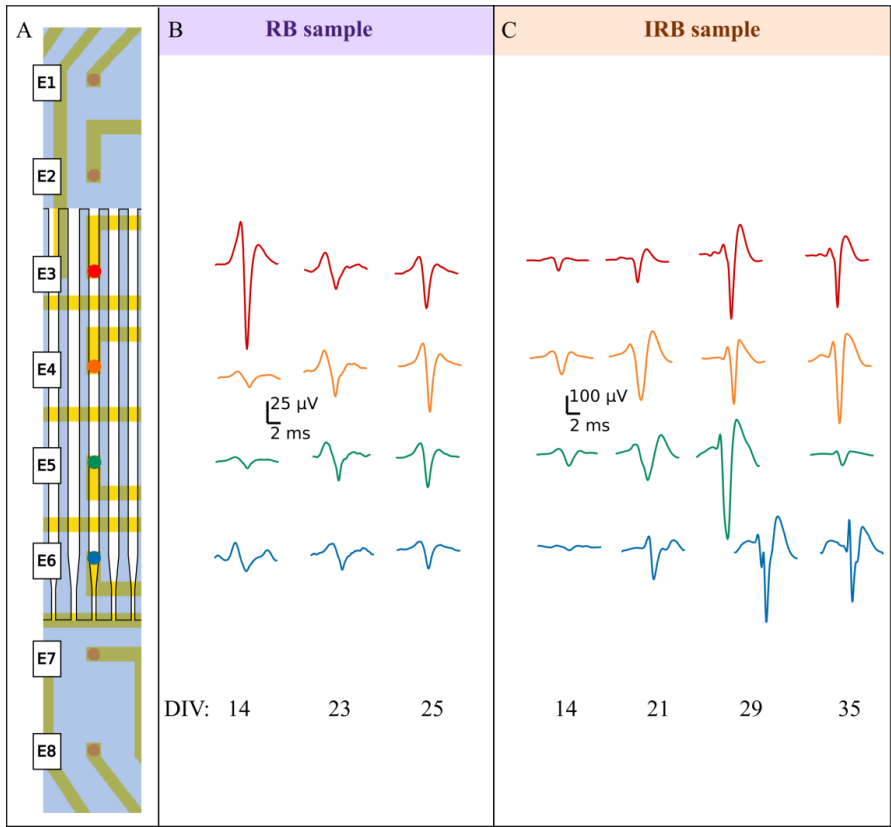 A
B
RB sample
C
IRB sample
E1
E2
E3
E4
E5
E6
E7
E8
25 µV
2 ms
100 µV
2 ms
DIV: 14 23 25
14 21 29 35